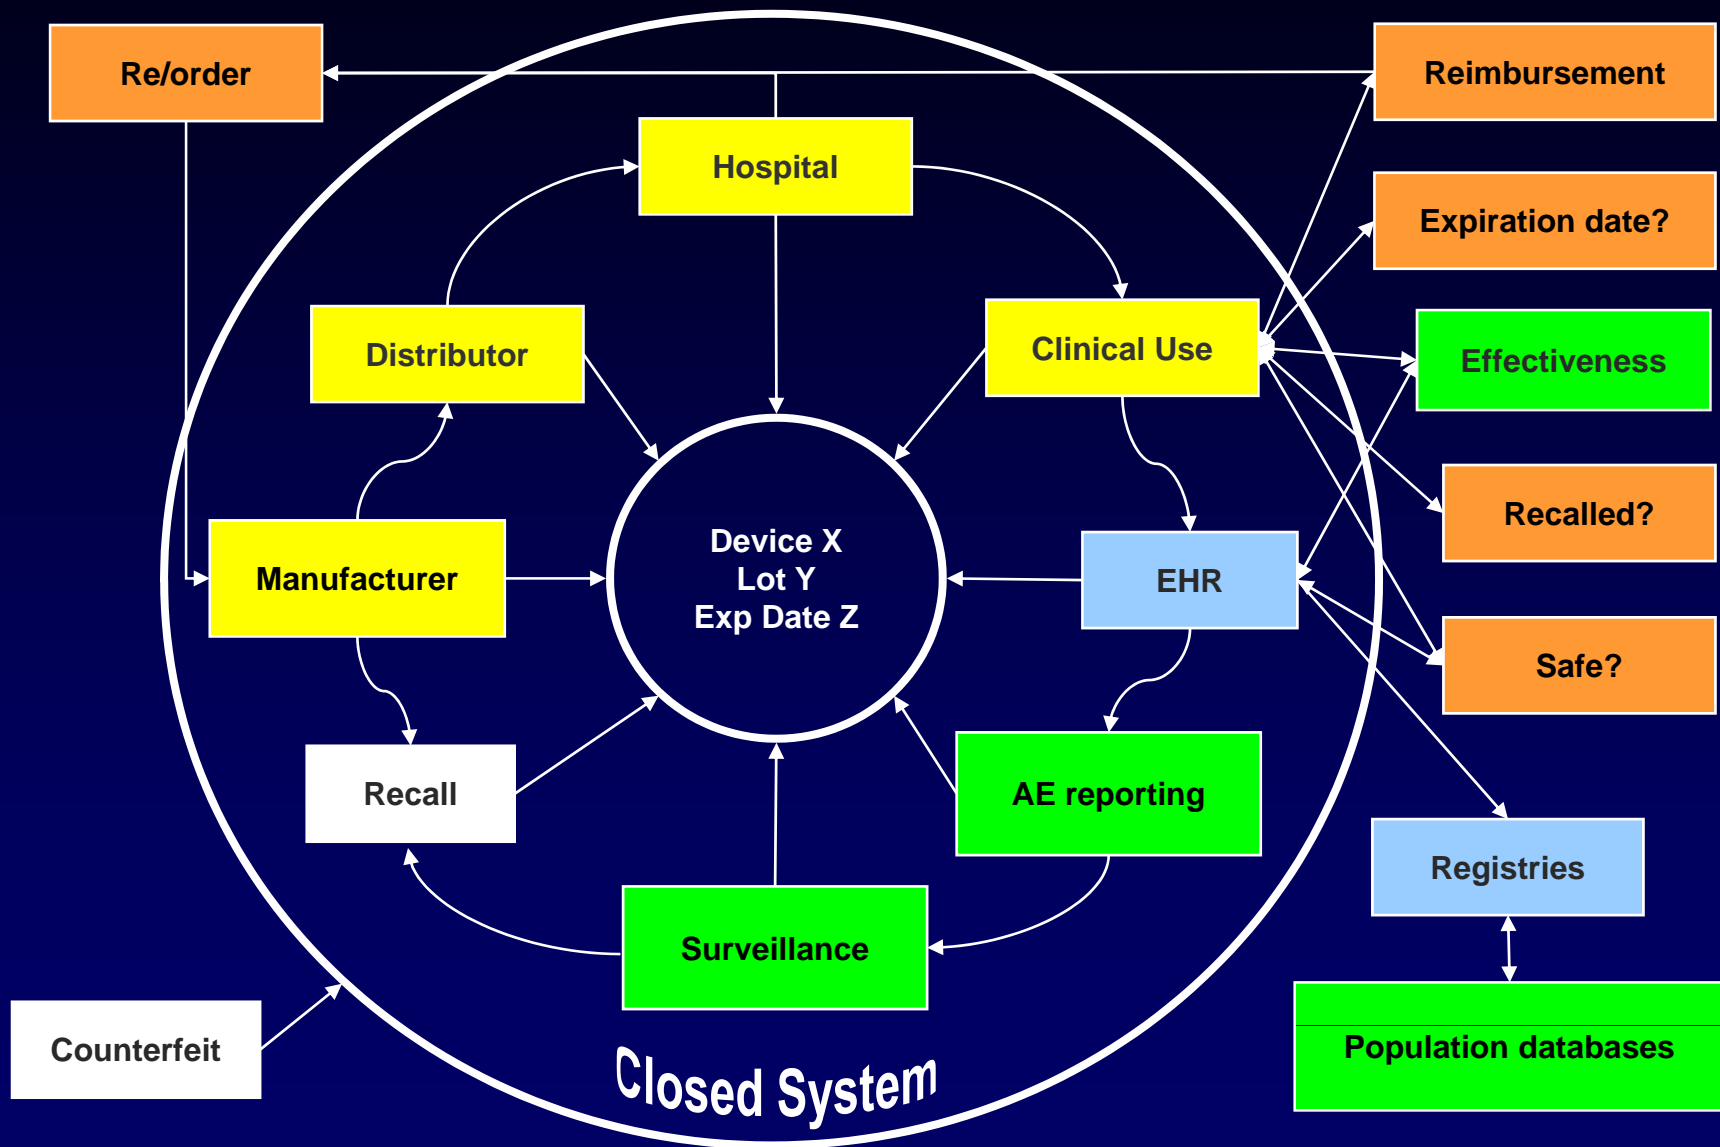 Re/order
Reimbursement
Hospital
Expiration date?
Distributor
Clinical Use
Effectiveness
Recalled?
Device X
Lot Y
Exp Date Z
Manufacturer
EHR
Safe?
Recall
AE reporting
Registries
Surveillance
Counterfeit
Population databases
Closed System